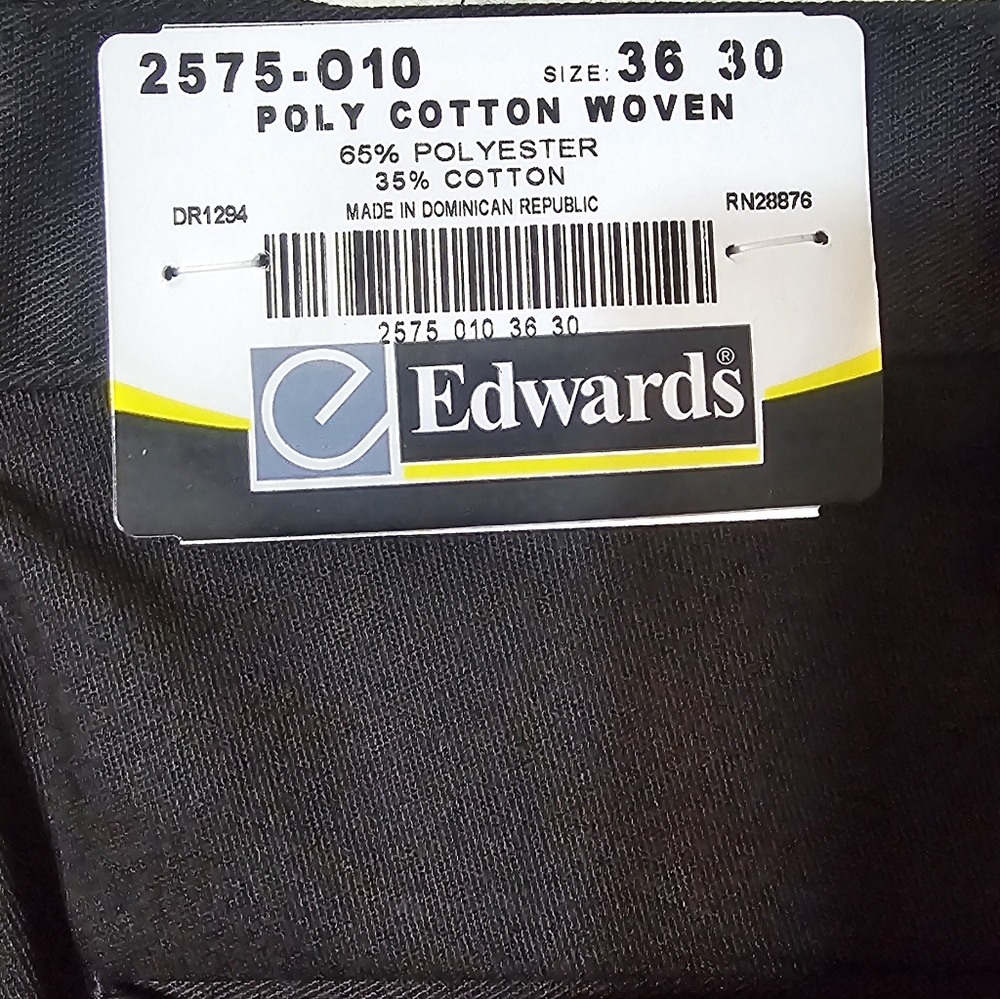 2575-010 SIZE: 36 30
POLY COTTON WOVEN
65% POLYESTER
35% COTTON
DR1294 MADE IN DOMINICAN REPUBLIC RN28876
2575 010 36 30
e Edwards®